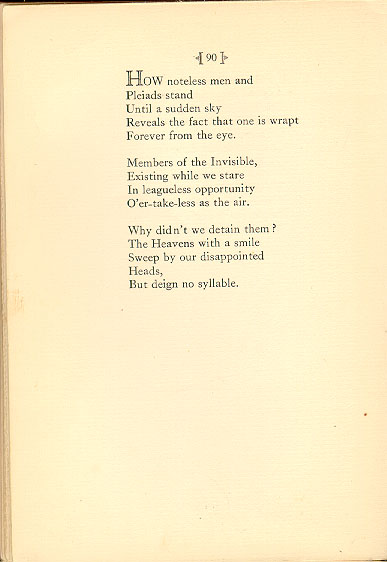 90
HOW noteless men and
Pleiads stand
Until a sudden sky
Reveals the fact that one is wrapt
Forever from the eye.

Members of the Invisible,
Existing while we stare
In leagueless opportunity
O'er-take-less as the air.

Why didn't we detain them?
The Heavens with a smile
Sweep by our disappointed
Heads,
But deign no syllable.